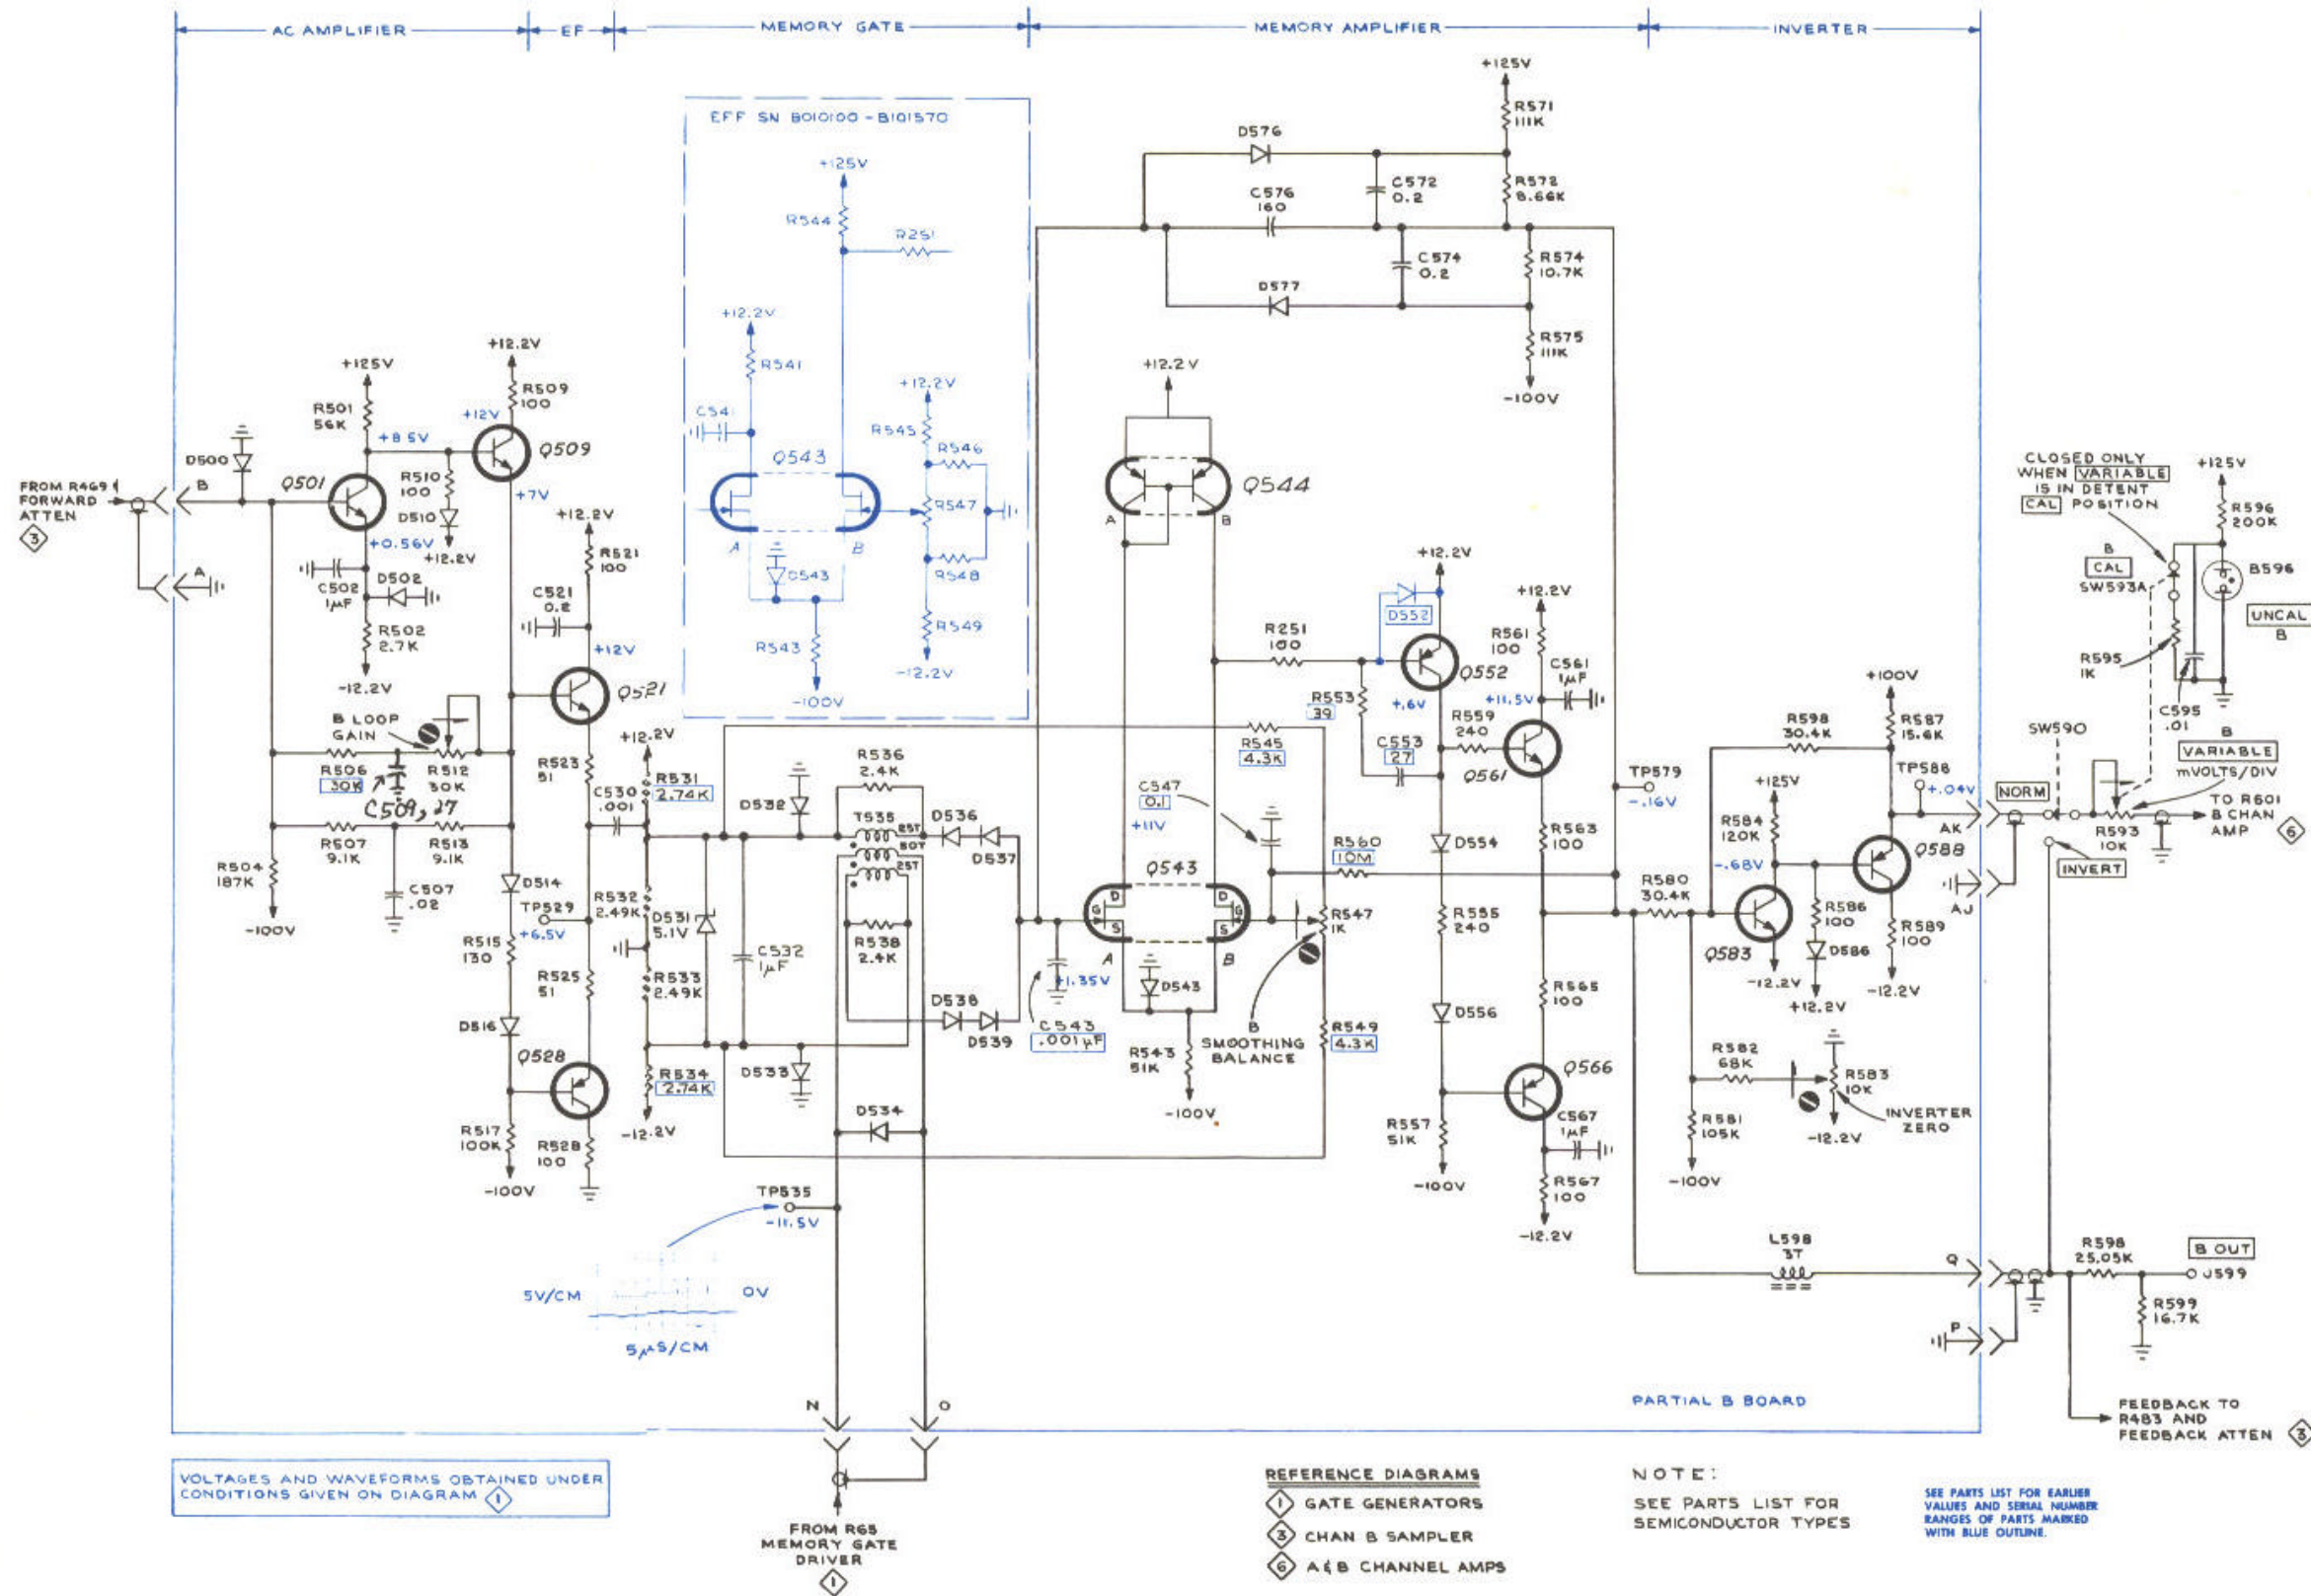 AC AMPLIFIER
EF
MEMORY GATE
MEMORY AMPLIFIER
INVERTER
EFF SN B010100-B101570
+125V
R544
R251
+12.2V
R541
C541
Q543
+12.2V
R545
R546
R547
R548
R549
-12.2V
A
B
D543
R543
-100V
+125V
R571
111K
D576
C572
0.2
R572
8.66K
C576
160
C574
0.2
R574
10.7K
D577
R575
111K
-100V
FROM R469 &
FORWARD
ATTEN
3
B
A
D500
Q501
+125V
R501
56K
+8.5V
+0.56V
C502
1µF
D502
R502
2.7K
-12.2V
R510
100
D510
+12.2V
+12.2V
R509
100
+12V
Q509
+7V
+12.2V
R521
100
C521
0.2
+12V
Q521
B LOOP
GAIN
R506
30K
R512
30K
C509, 27
R507
9.1K
R513
9.1K
C507
.02
R504
187K
-100V
D514
TP529
+6.5V
R515
130
D516
R517
100K
-100V
R523
51
C530
.001
R525
51
Q528
R528
100
+12.2V
R531
2.74K
R532
2.49K
R533
2.49K
R534
2.74K
-12.2V
D531
5.1V
C532
1µF
D532
D533
R536
2.4K
T535
25T
50T
25T
R538
2.4K
D536
D537
D538
D539
D534
TP535
-11.5V
5V/CM
0V
5µS/CM
+12.2V
Q544
A
B
R545
4.3K
C547
0.1
+11V
Q543
D
G
S
D
G
S
A
B
+1.35V
C543
.001µF
D543
R543
51K
-100V
R560
10M
R547
1K
B
SMOOTHING
BALANCE
R549
4.3K
R251
100
D552
+12.2V
Q552
R553
39
C553
27
+.6V
R559
240
D554
R555
240
D556
R557
51K
-100V
+12.2V
R561
100
C561
1µF
+11.5V
Q561
R563
100
R565
100
Q566
C567
1µF
R567
100
-12.2V
TP579
-.16V
R580
30.4K
R598
30.4K
+125V
R584
120K
-.68V
Q583
-12.2V
R586
100
D586
+12.2V
R582
68K
R583
10K
INVERTER
ZERO
-12.2V
R581
105K
-100V
+100V
R587
15.6K
TP588
+.04V
Q588
R589
100
-12.2V
AK
AJ
NORM
SW590
INVERT
CLOSED ONLY
WHEN VARIABLE
IS IN DETENT
CAL POSITION
B
CAL
SW593A
R595
1K
C595
.01
+125V
R596
200K
B596
UNCAL
B
B
VARIABLE
mVOLTS/DIV
R593
10K
TO R601
B CHAN
AMP
6
L598
3T
Q
P
R598
25.05K
B OUT
J599
R599
16.7K
FEEDBACK TO
R483 AND
FEEDBACK ATTEN
3
PARTIAL B BOARD
N
O
FROM R65
MEMORY GATE
DRIVER
1
VOLTAGES AND WAVEFORMS OBTAINED UNDER
CONDITIONS GIVEN ON DIAGRAM 1
REFERENCE DIAGRAMS
1 GATE GENERATORS
3 CHAN B SAMPLER
6 A&B CHANNEL AMPS
NOTE:
SEE PARTS LIST FOR
SEMICONDUCTOR TYPES
SEE PARTS LIST FOR EARLIER
VALUES AND SERIAL NUMBER
RANGES OF PARTS MARKED
WITH BLUE OUTLINE.